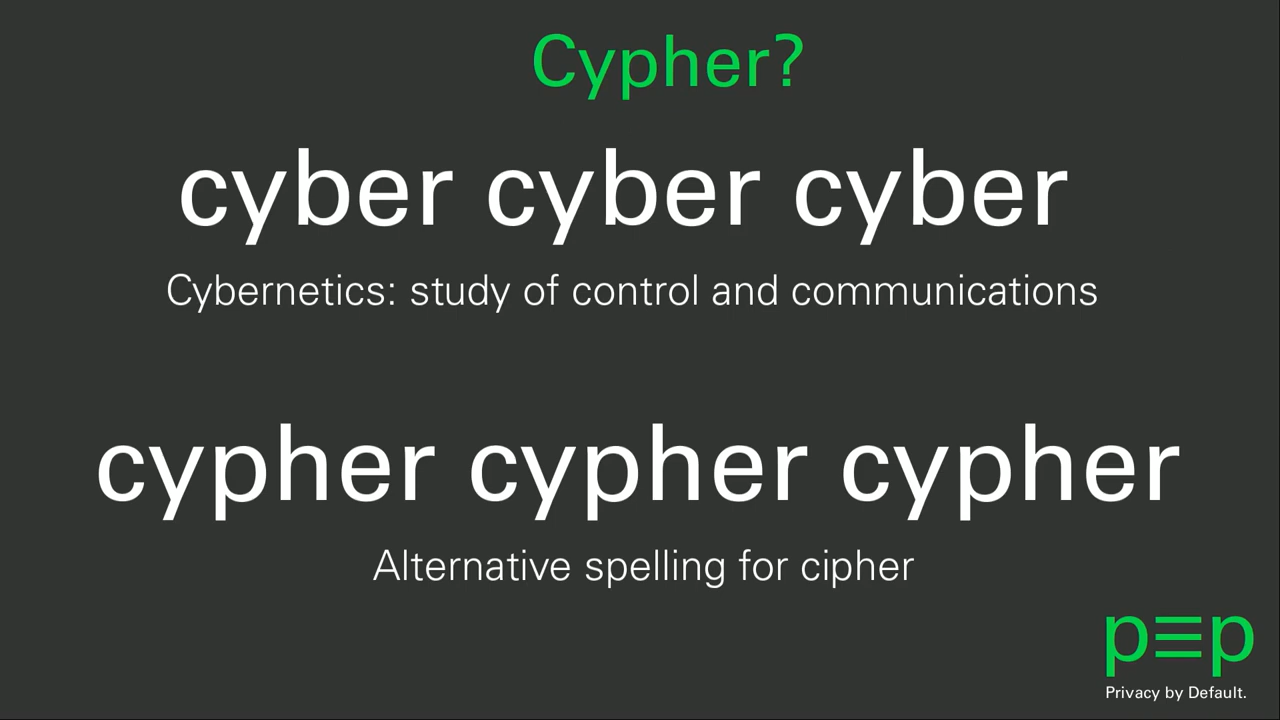 Cypher?
cyber cyber cyber
Cybernetics: study of control and communications
cypher cypher cypher
Alternative spelling for cipher
p≡p
Privacy by Default.